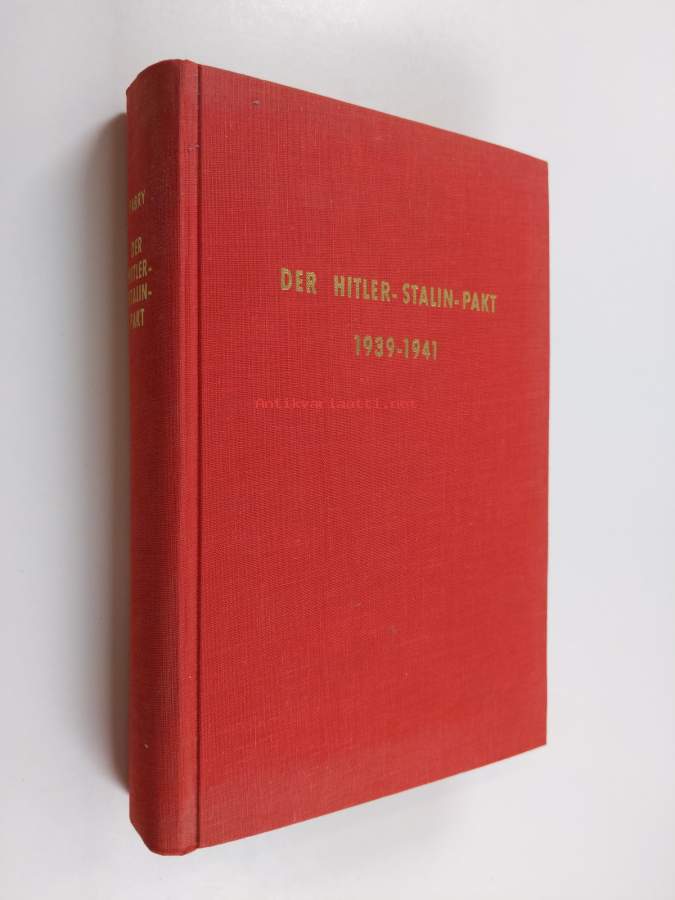 DER HITLER-STALIN-PAKT
1939-1941
Antikvariaatti.net
DER
HITLER-
STALIN-
PAKT